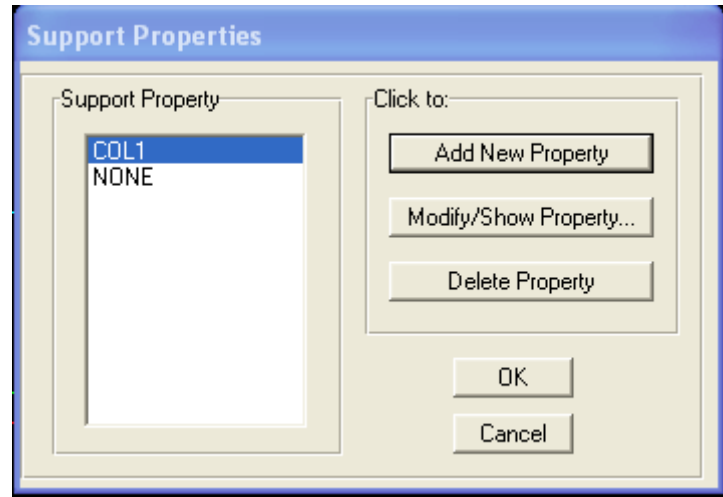 Support Properties
Support Property
COL1
NONE
Click to:
Add New Property
Modify/Show Property...
Delete Property
OK
Cancel